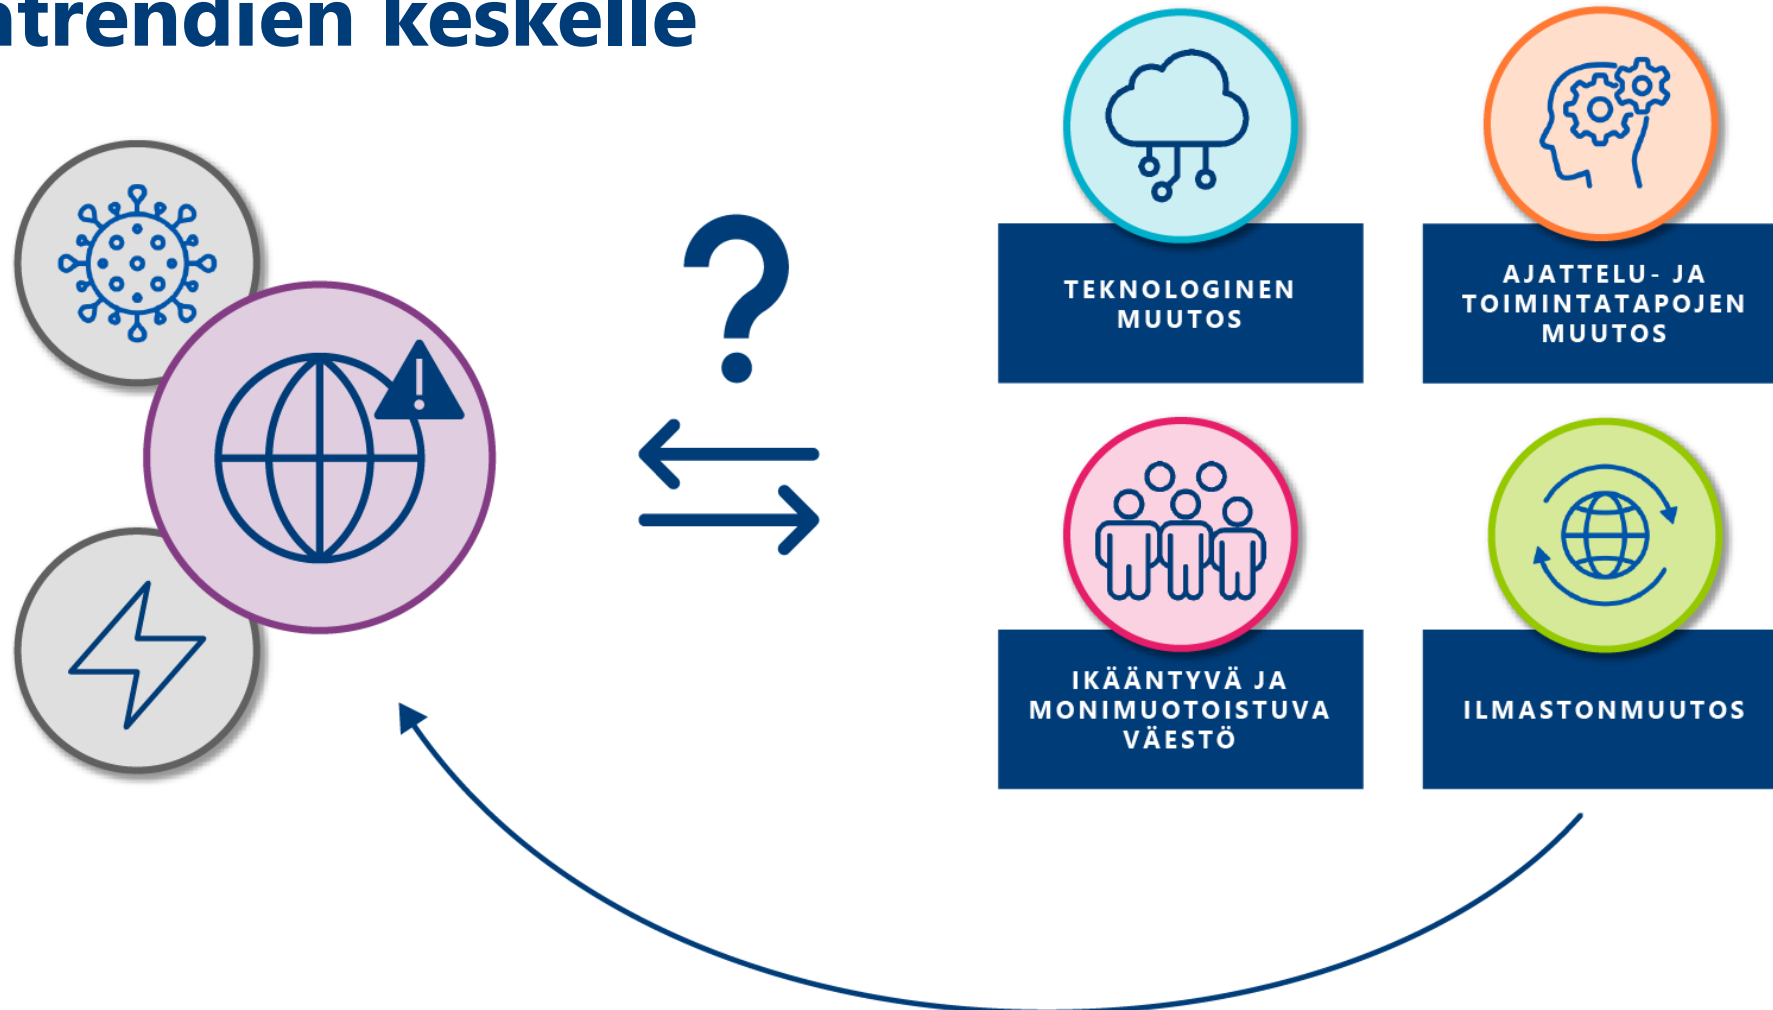 trendien keskelle
TEKNOLOGINEN
MUUTOS
AJATTELU- JA
TOIMINTATAPOJEN
MUUTOS
IKÄÄNTYVÄ JA
MONIMUOTOISTUVA
VÄESTÖ
ILMASTONMUUTOS